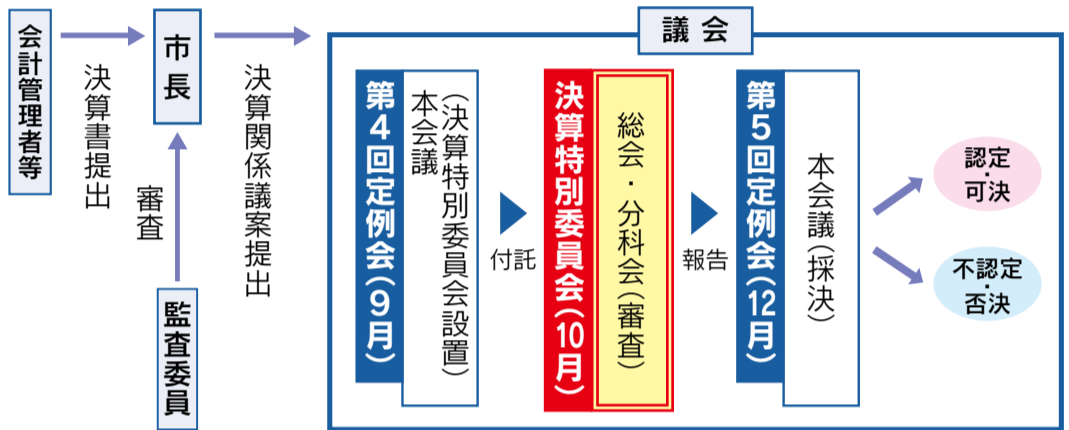 会計管理者等
決算書提出
市長
審査
監査委員
決算関係議案提出
議会
第4回定例会(9月)
本会議
(決算特別委員会設置)
付託
決算特別委員会(10月)
総会・分科会(審査)
報告
第5回定例会(12月)
本会議(採決)
認定・
可決
不認定・
否決